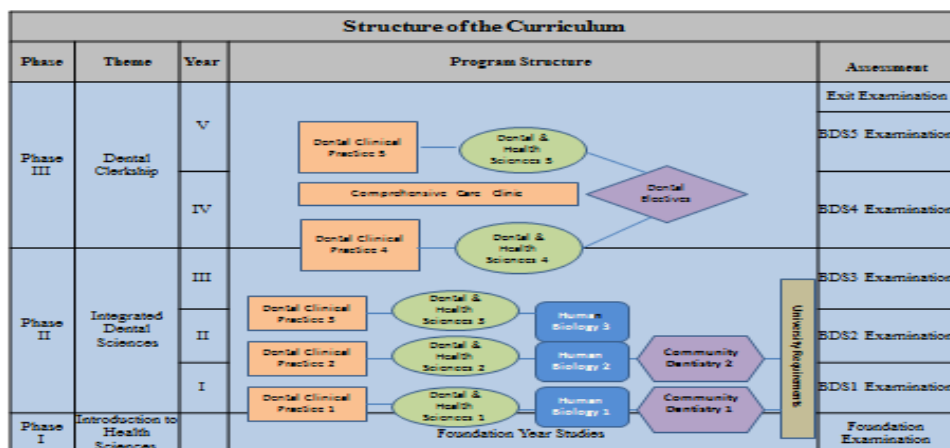 Structure of the Curriculum
Phase
Theme
Year
Program Structure
Assessment
Exit Examination
Phase
III
Dental
Clerkship
V
Dental Clinical
Practice 5
Dental &
Health
Sciences 5
BDS5 Examination
Comprehensive Care Clinic
Dental
Electives
IV
Dental Clinical
Practice 4
Dental &
Health
Sciences 4
BDS4 Examination
Phase
II
Integrated
Dental
Sciences
III
Dental Clinical
Practice 3
Dental &
Health
Sciences 3
Human
Biology 3
BDS3 Examination
II
Dental Clinical
Practice 2
Dental &
Health
Sciences 2
Human
Biology 2
Community
Dentistry 2
University Requirements
BDS2 Examination
I
Dental Clinical
Practice 1
Dental &
Health
Sciences 1
Human
Biology 1
Community
Dentistry 1
BDS1 Examination
Phase
I
Introduction to
Health
Sciences
Foundation Year Studies
Foundation
Examination